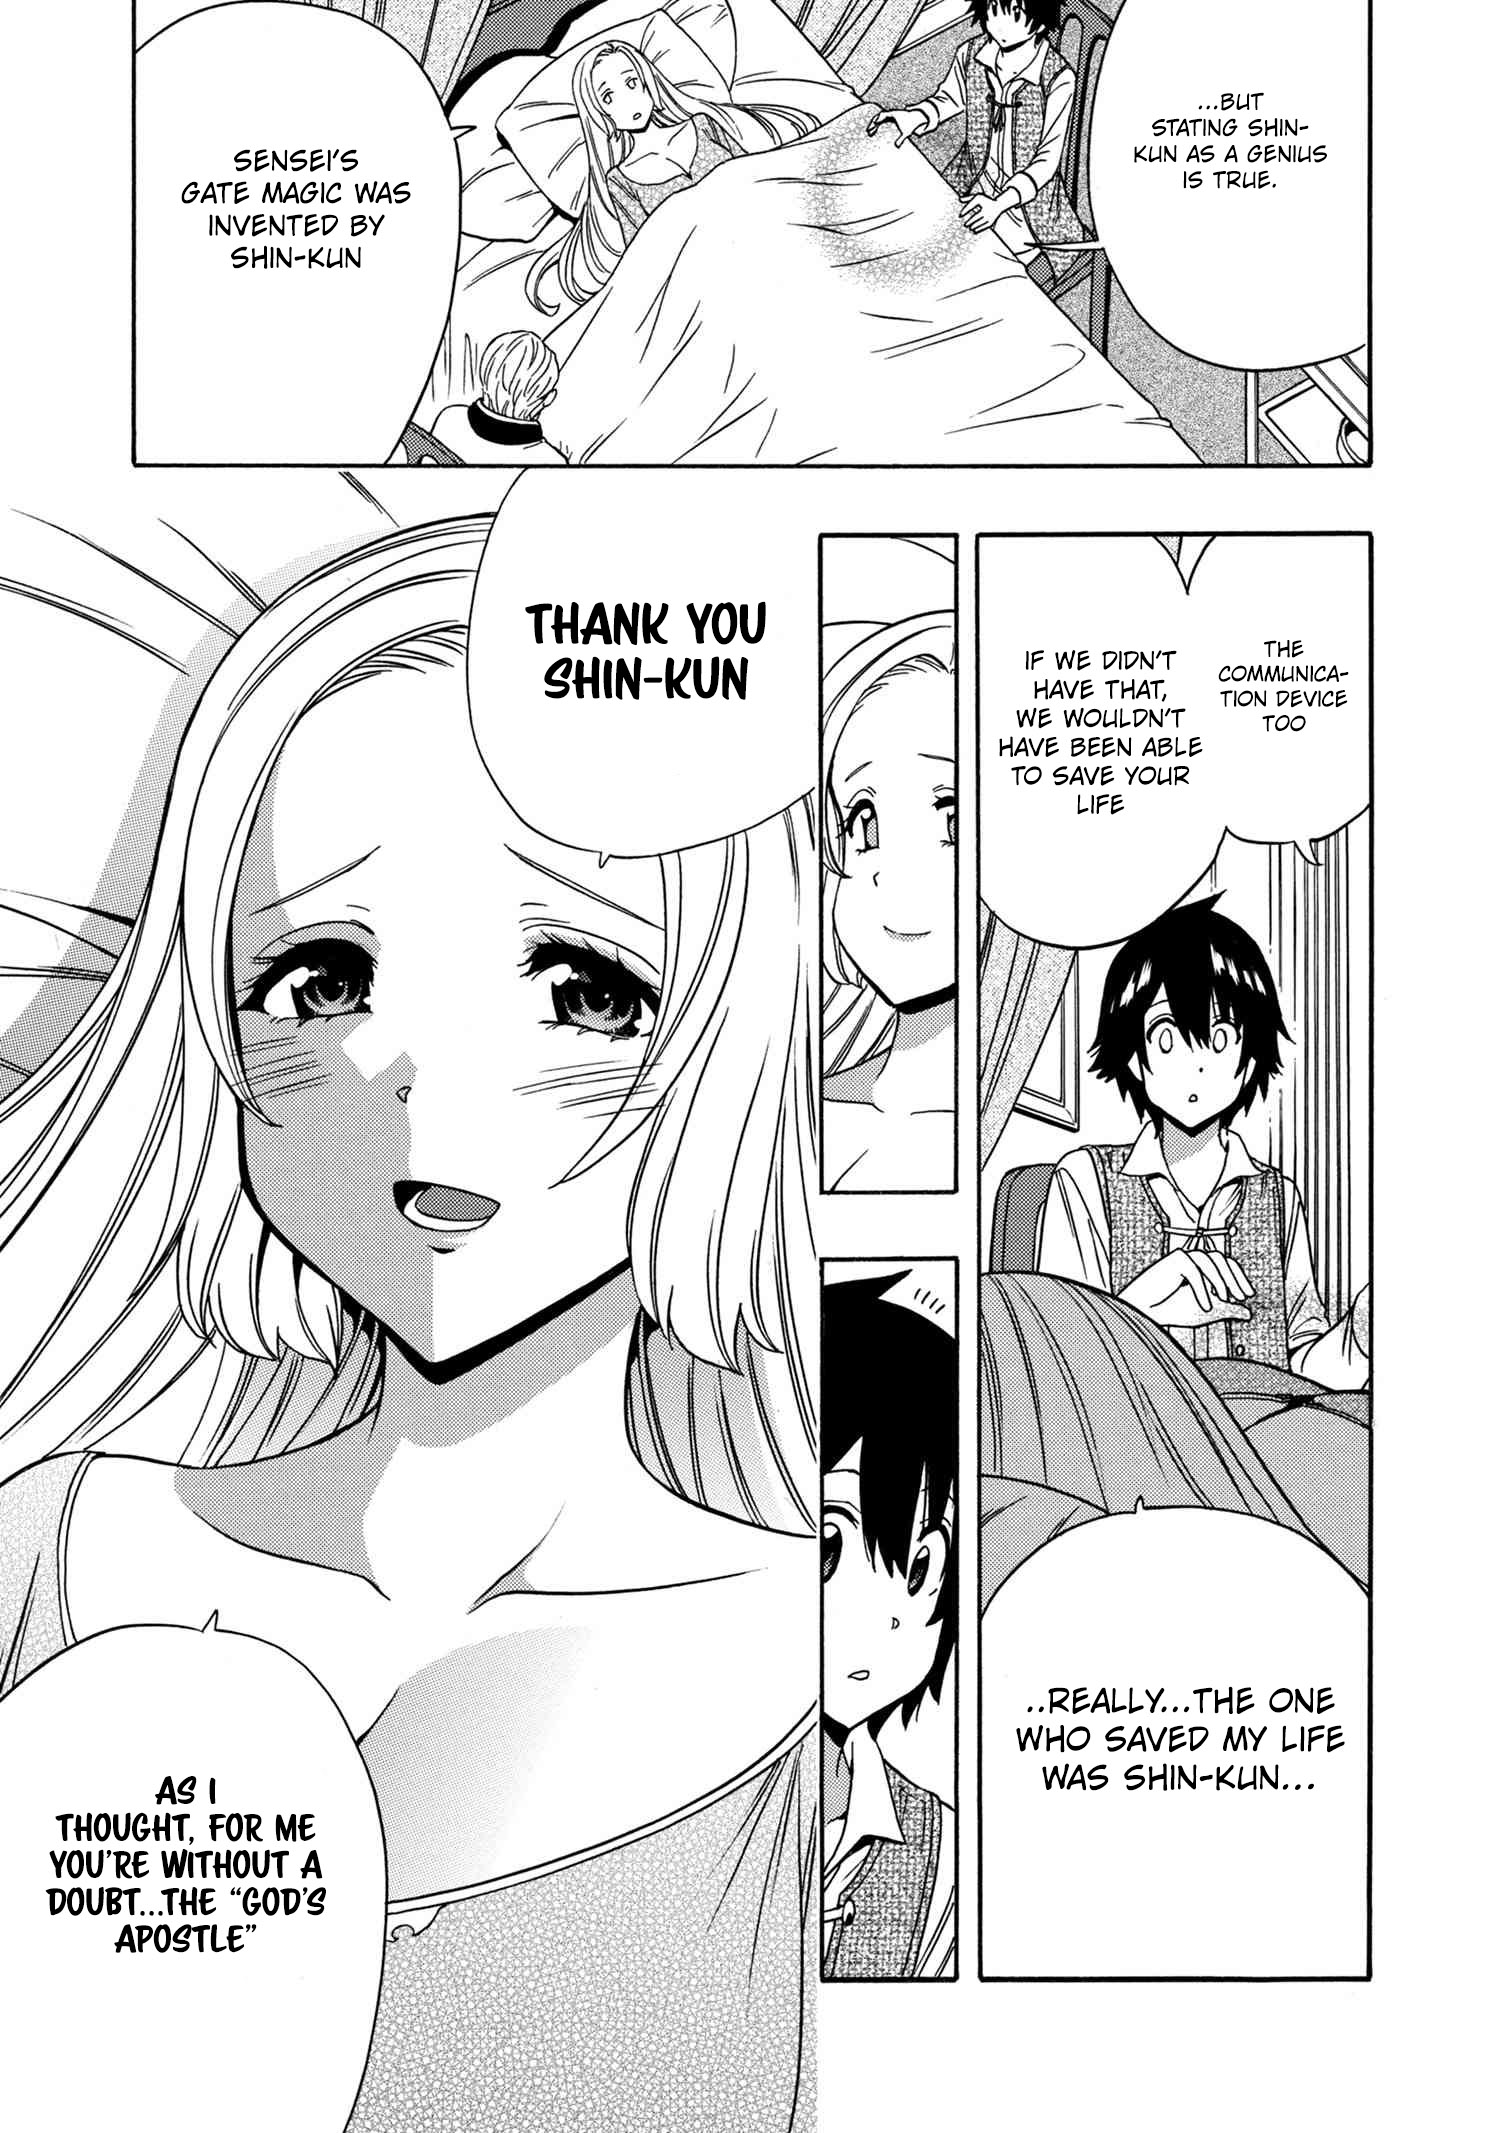 ...BUT
STATING SHIN-
KUN AS A GENIUS
IS TRUE.
SENSEI'S
GATE MAGIC WAS
INVENTED BY
SHIN-KUN
THE
COMMUNICA-
TION DEVICE
TOO
IF WE DIDN'T
HAVE THAT,
WE WOULDN'T
HAVE BEEN ABLE
TO SAVE YOUR
LIFE
..REALLY...THE ONE
WHO SAVED MY LIFE
WAS SHIN-KUN...
THANK YOU
SHIN-KUN
AS I
THOUGHT, FOR ME
YOU'RE WITHOUT A
DOUBT...THE "GOD'S
APOSTLE"